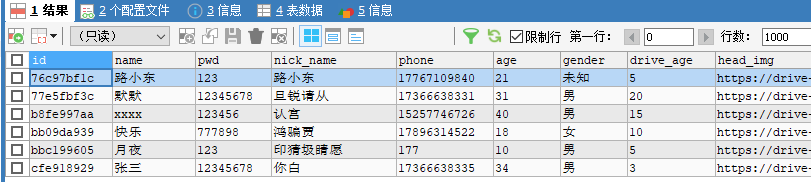 1 结果 2 个配置文件 3 信息 4 表数据 5 信息
（只读） 限制行 第一行： 0 行数： 1000
id name pwd nick_name phone age gender drive_age head_img
76c97bf1c 路小东 123 路小东 17767109840 21 未知 5 https://drive-
77e5fbf3c 默默 12345678 旦锐请从 17366638331 31 男 20 https://drive-
b8fe997aa xxxx 123456 认宫 15257746726 40 男 15 https://drive-
bb09da939 快乐 777898 鸿骗贾 17896314522 18 女 10 https://drive-
bbc199605 月夜 123 印猜圾睛愿 177 10 男 5 https://drive-
cfe918929 张三 12345678 你白 17366638335 34 男 3 https://drive-